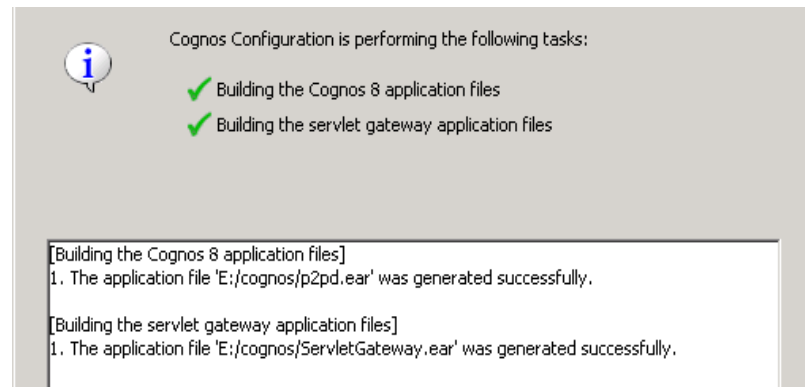 Cognos Configuration is performing the following tasks:
Building the Cognos 8 application files
Building the servlet gateway application files
[Building the Cognos 8 application files]
1. The application file 'E:/cognos/p2pd.ear' was generated successfully.
[Building the servlet gateway application files]
1. The application file 'E:/cognos/ServletGateway.ear' was generated successfully.